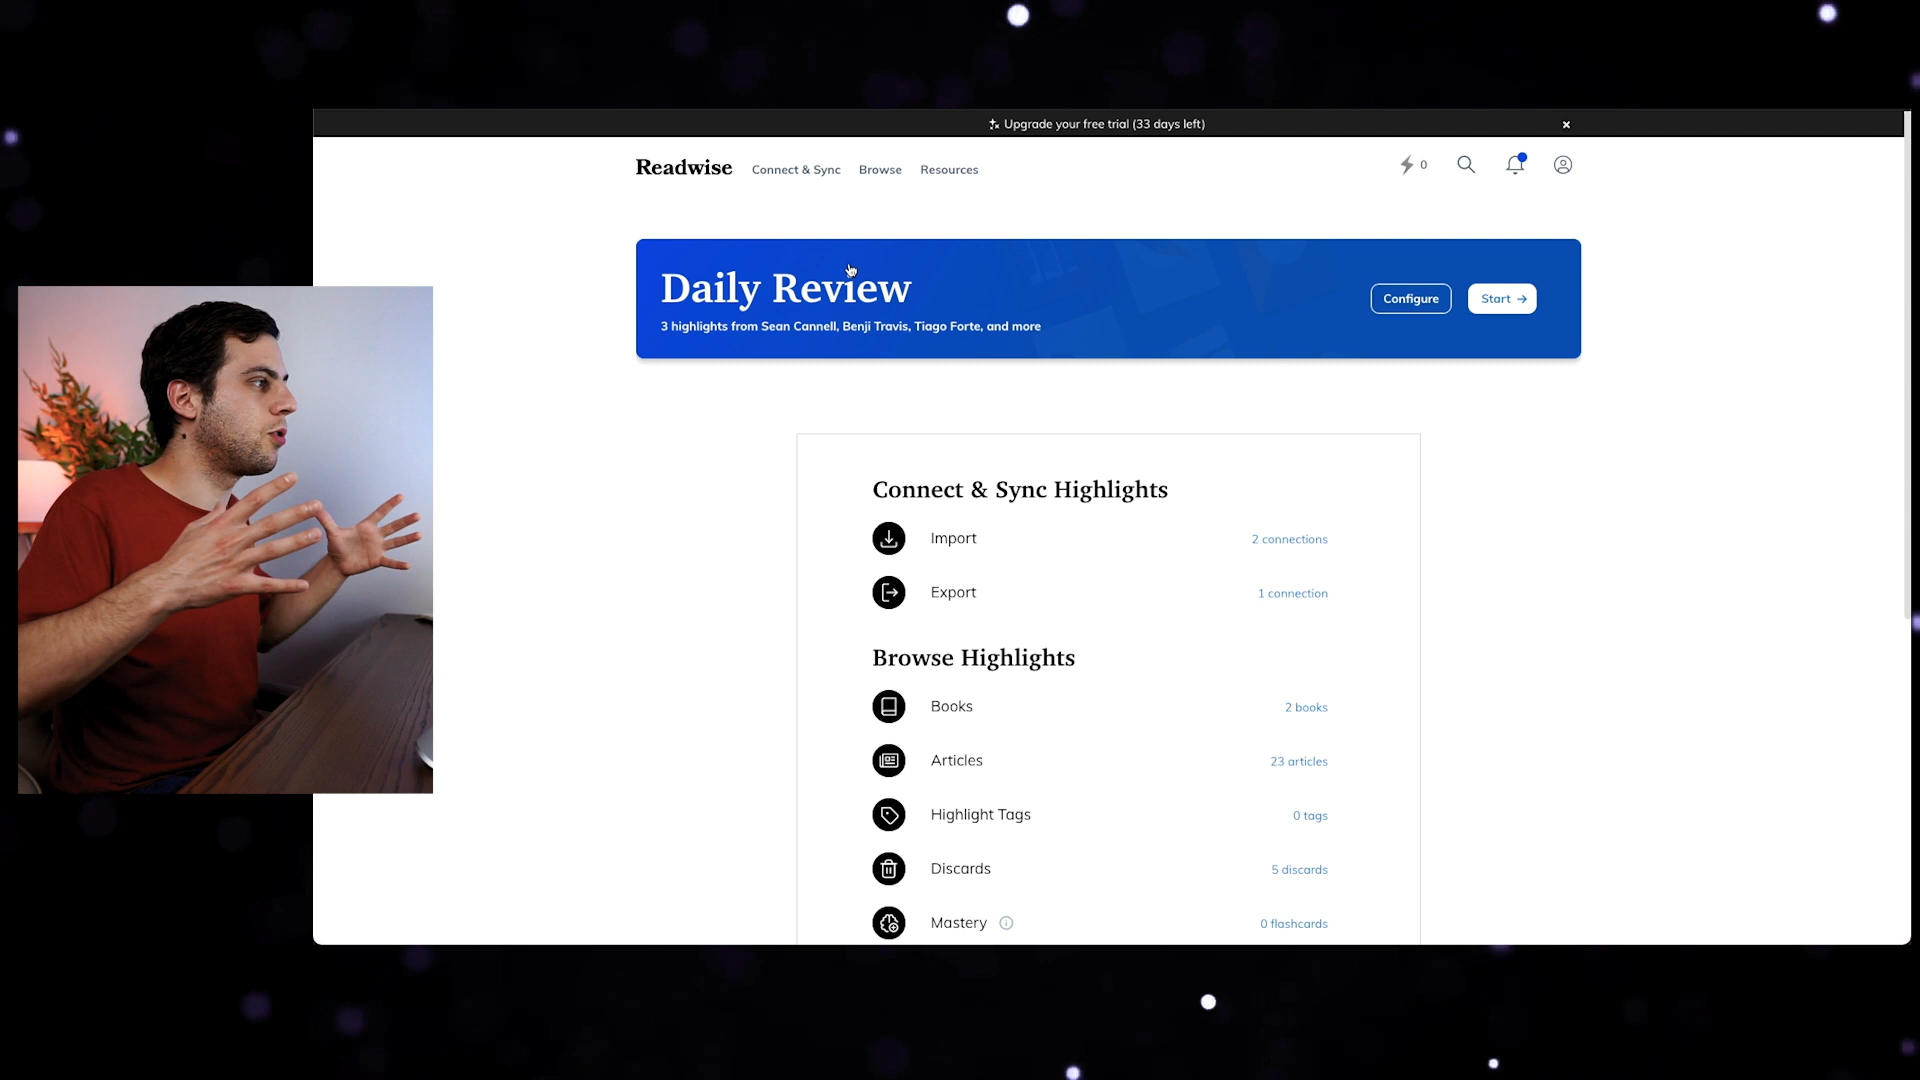 Upgrade your free trial (33 days left)
Readwise Connect & Sync Browse Resources 0
Daily Review
3 highlights from Sean Cannell, Benji Travis, Tiago Forte, and more
Configure Start →
Connect & Sync Highlights
Import 2 connections
Export 1 connection
Browse Highlights
Books 2 books
Articles 23 articles
Highlight Tags 0 tags
Discards 5 discards
Mastery 0 flashcards